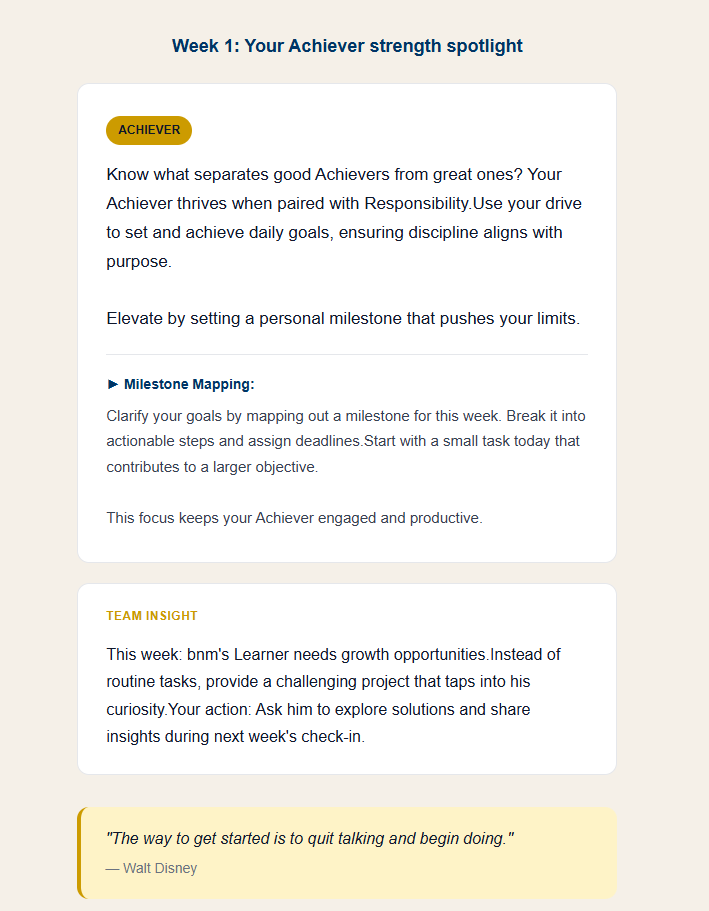 Week 1: Your Achiever strength spotlight
ACHIEVER
Know what separates good Achievers from great ones? Your
Achiever thrives when paired with Responsibility.Use your drive
to set and achieve daily goals, ensuring discipline aligns with
purpose.
Elevate by setting a personal milestone that pushes your limits.
► Milestone Mapping:
Clarify your goals by mapping out a milestone for this week. Break it into
actionable steps and assign deadlines.Start with a small task today that
contributes to a larger objective.
This focus keeps your Achiever engaged and productive.
TEAM INSIGHT
This week: bnm's Learner needs growth opportunities.Instead of
routine tasks, provide a challenging project that taps into his
curiosity.Your action: Ask him to explore solutions and share
insights during next week's check-in.
"The way to get started is to quit talking and begin doing."
— Walt Disney